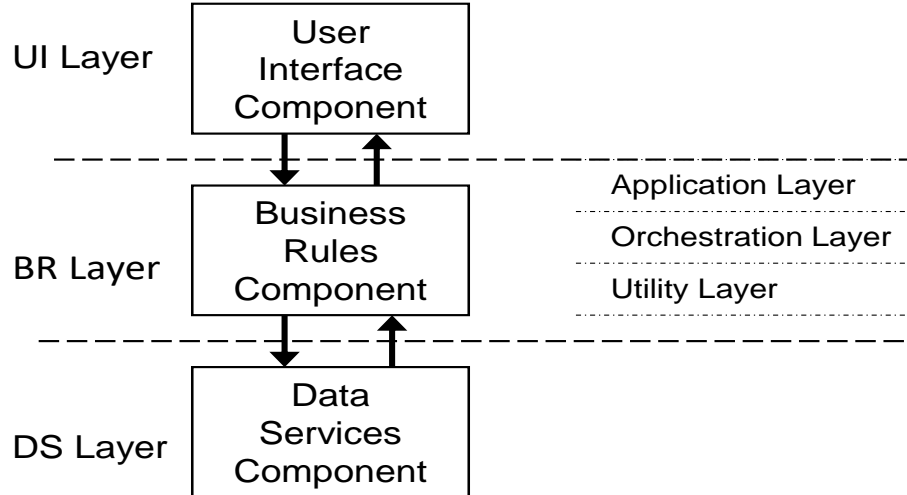 User
UI Layer
Interface
Component
Application Layer
Business
Orchestration Layer
Rules
BR Layer
Component
Utility Layer
Data
Services
DS Layer
Component